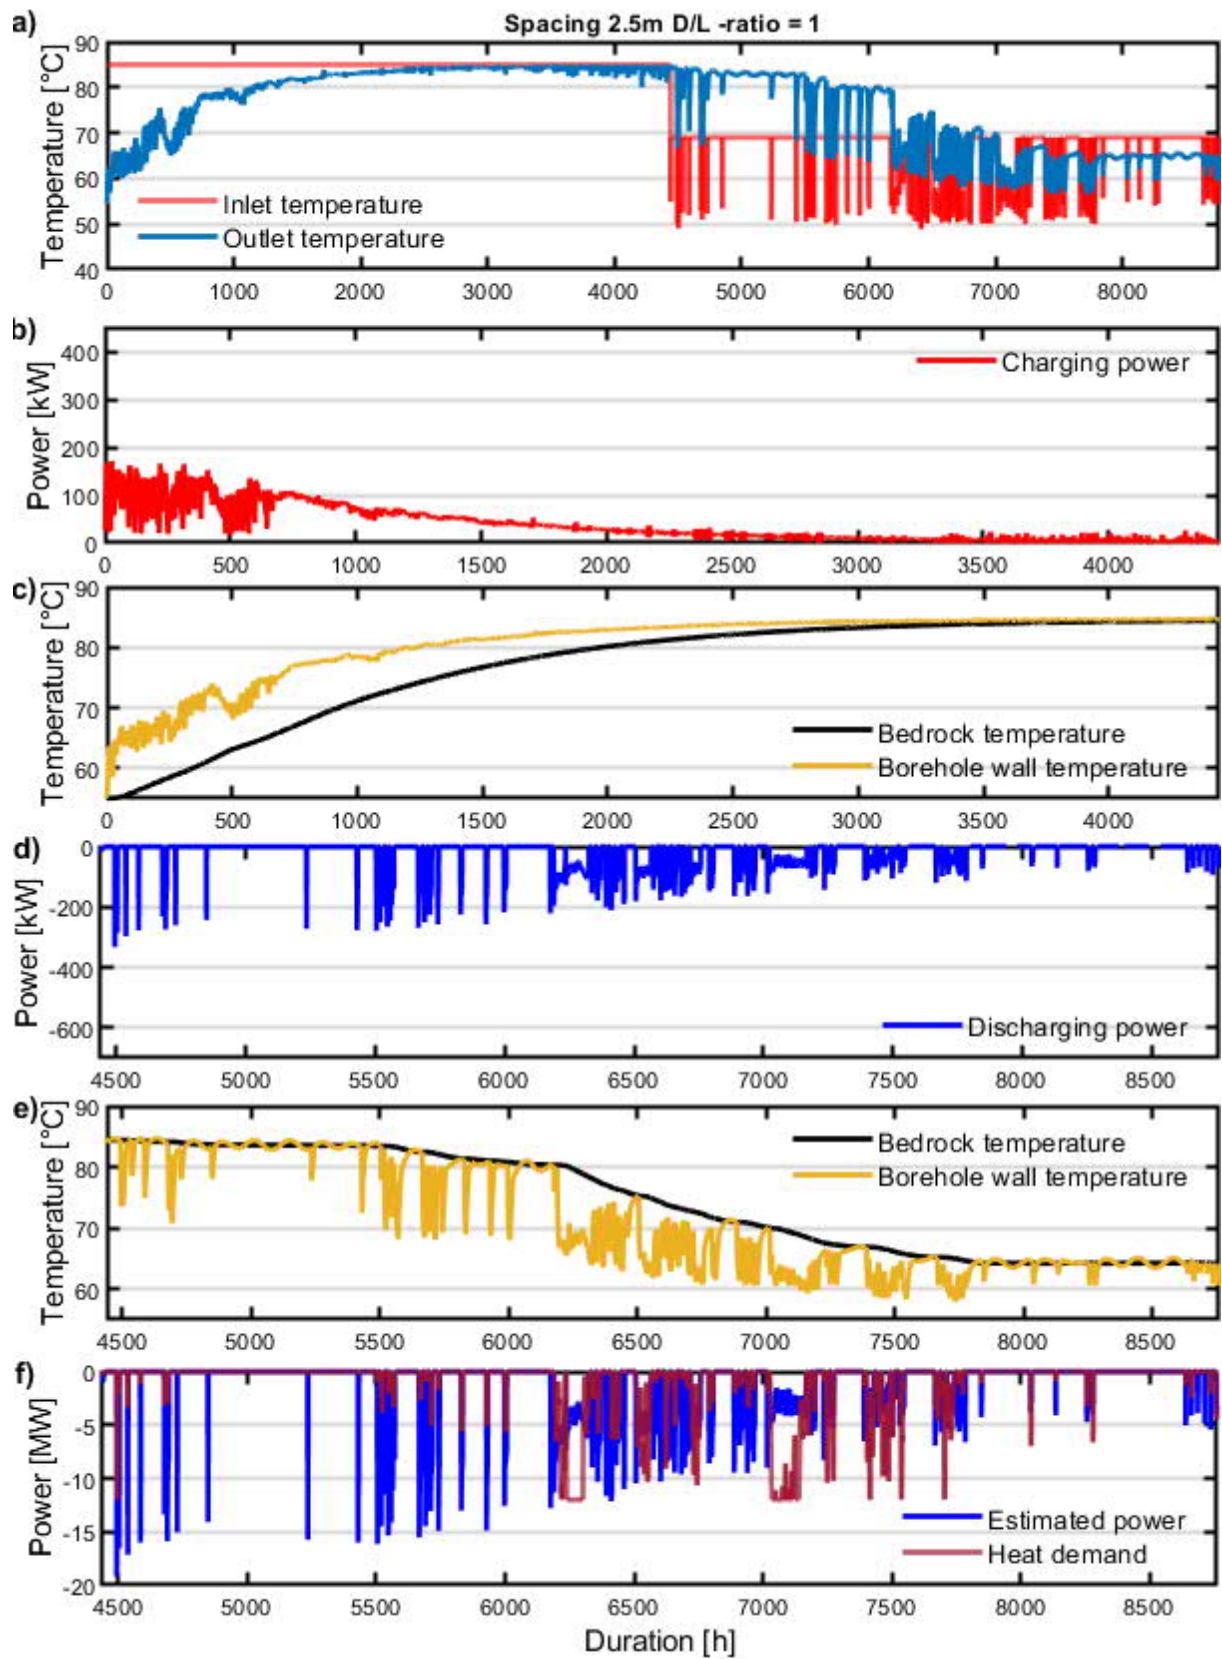 a)
Spacing 2.5m D/L -ratio = 1
Temperature [°C]
90
80
70
60
50
40
Inlet temperature
Outlet temperature
0 1000 2000 3000 4000 5000 6000 7000 8000
b)
Power [kW]
400
300
200
100
0
Charging power
0 500 1000 1500 2000 2500 3000 3500 4000
c)
Temperature [°C]
90
80
70
60
Bedrock temperature
Borehole wall temperature
0 500 1000 1500 2000 2500 3000 3500 4000
d)
Power [kW]
0
-200
-400
-600
Discharging power
4500 5000 5500 6000 6500 7000 7500 8000 8500
e)
Temperature [°C]
90
80
70
60
Bedrock temperature
Borehole wall temperature
4500 5000 5500 6000 6500 7000 7500 8000 8500
f)
Power [MW]
0
-5
-10
-15
-20
Estimated power
Heat demand
4500 5000 5500 6000 6500 7000 7500 8000 8500
Duration [h]